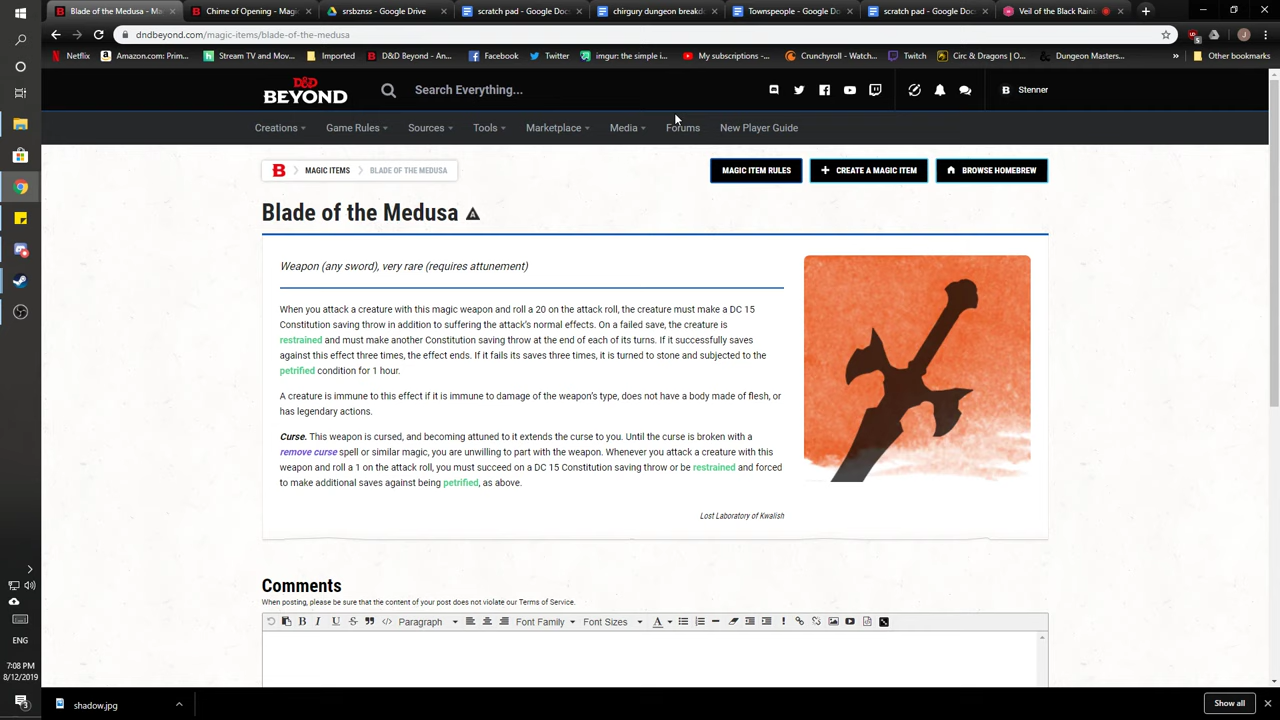 Blade of the Medusa - Ma
Chime of Opening - Magi
srsbznss - Google Drive
scratch pad - Google Docs
chirgury dungeon breakd
Townspeople - Google Doc
scratch pad - Google Docs
Veil of the Black Rain
dndbeyond.com/magic-items/blade-of-the-medusa
Netflix
Amazon.com: Prim...
Stream TV and Mov...
Imported
D&D Beyond - An...
Facebook
Twitter
imgur: the simple i...
My subscriptions -...
Crunchyroll - Watch...
Twitch
Circ & Dragons | O...
Dungeon Masters...
»
Other bookmarks
D&D
BEYOND
Search Everything...
Stenner
Creations
Game Rules
Sources
Tools
Marketplace
Media
Forums
New Player Guide
MAGIC ITEMS
BLADE OF THE MEDUSA
MAGIC ITEM RULES
+ CREATE A MAGIC ITEM
BROWSE HOMEBREW
Blade of the Medusa
Weapon (any sword), very rare (requires attunement)
When you attack a creature with this magic weapon and roll a 20 on the attack roll, the creature must make a DC 15
Constitution saving throw in addition to suffering the attack's normal effects. On a failed save, the creature is
restrained and must make another Constitution saving throw at the end of each of its turns. If it successfully saves
against this effect three times, the effect ends. If it fails its saves three times, it is turned to stone and subjected to the
petrified condition for 1 hour.
A creature is immune to this effect if it is immune to damage of the weapon's type, does not have a body made of flesh, or
has legendary actions.
Curse. This weapon is cursed, and becoming attuned to it extends the curse to you. Until the curse is broken with a
remove curse spell or similar magic, you are unwilling to part with the weapon. Whenever you attack a creature with this
weapon and roll a 1 on the attack roll, you must succeed on a DC 15 Constitution saving throw or be restrained and forced
to make additional saves against being petrified, as above.
Lost Laboratory of Kwalish
Comments
When posting, please be sure that the content of your post does not violate our Terms of Service.
B I U S Paragraph Font Family Font Sizes A
ENG
7:08 PM
8/12/2019
shadow.jpg
Show all